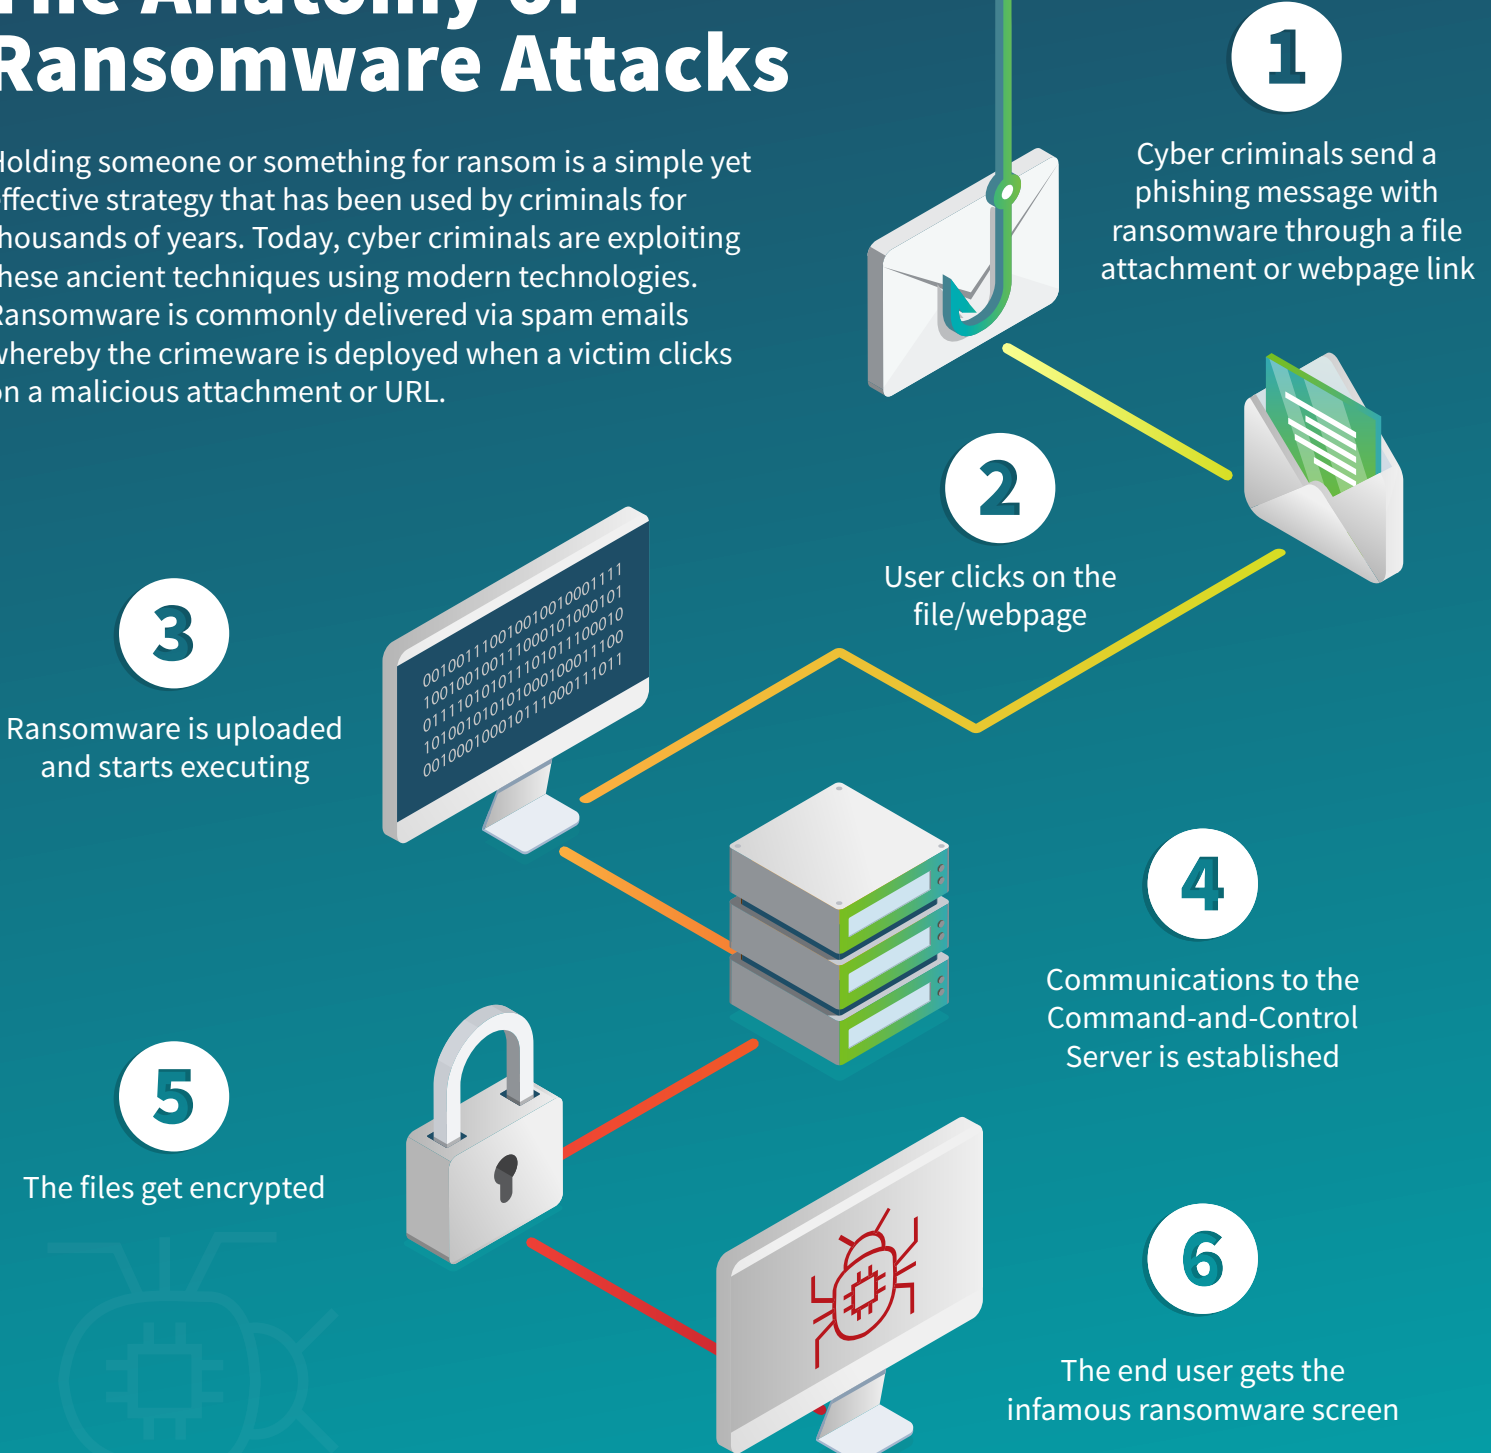 The Anatomy of
Ransomware Attacks
Holding someone or something for ransom is a simple yet
effective strategy that has been used by criminals for
thousands of years. Today, cyber criminals are exploiting
these ancient techniques using modern technologies.
Ransomware is commonly delivered via spam emails
whereby the crimeware is deployed when a victim clicks
on a malicious attachment or URL.
1
Cyber criminals send a
phishing message with
ransomware through a file
attachment or webpage link
2
User clicks on the
file/webpage
3
Ransomware is uploaded
and starts executing
4
Communications to the
Command-and-Control
Server is established
5
The files get encrypted
6
The end user gets the
infamous ransomware screen